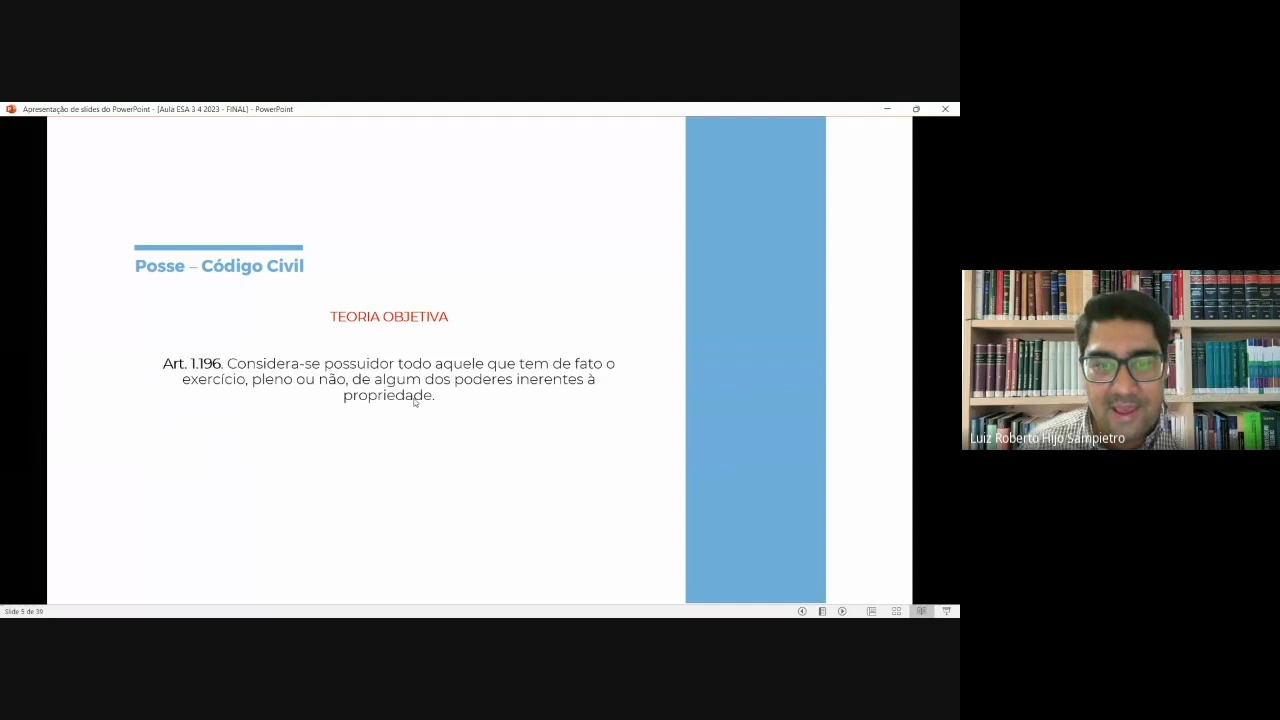 Apresentação de slides do PowerPoint - [Aula ESA 3 4 2023 - FINAL] - PowerPoint
Posse – Código Civil
TEORIA OBJETIVA
Art. 1.196. Considera-se possuidor todo aquele que tem de fato o
exercício, pleno ou não, de algum dos poderes inerentes à
propriedade.
Luiz Roberto Hijo Sampietro
Slide 5 de 39